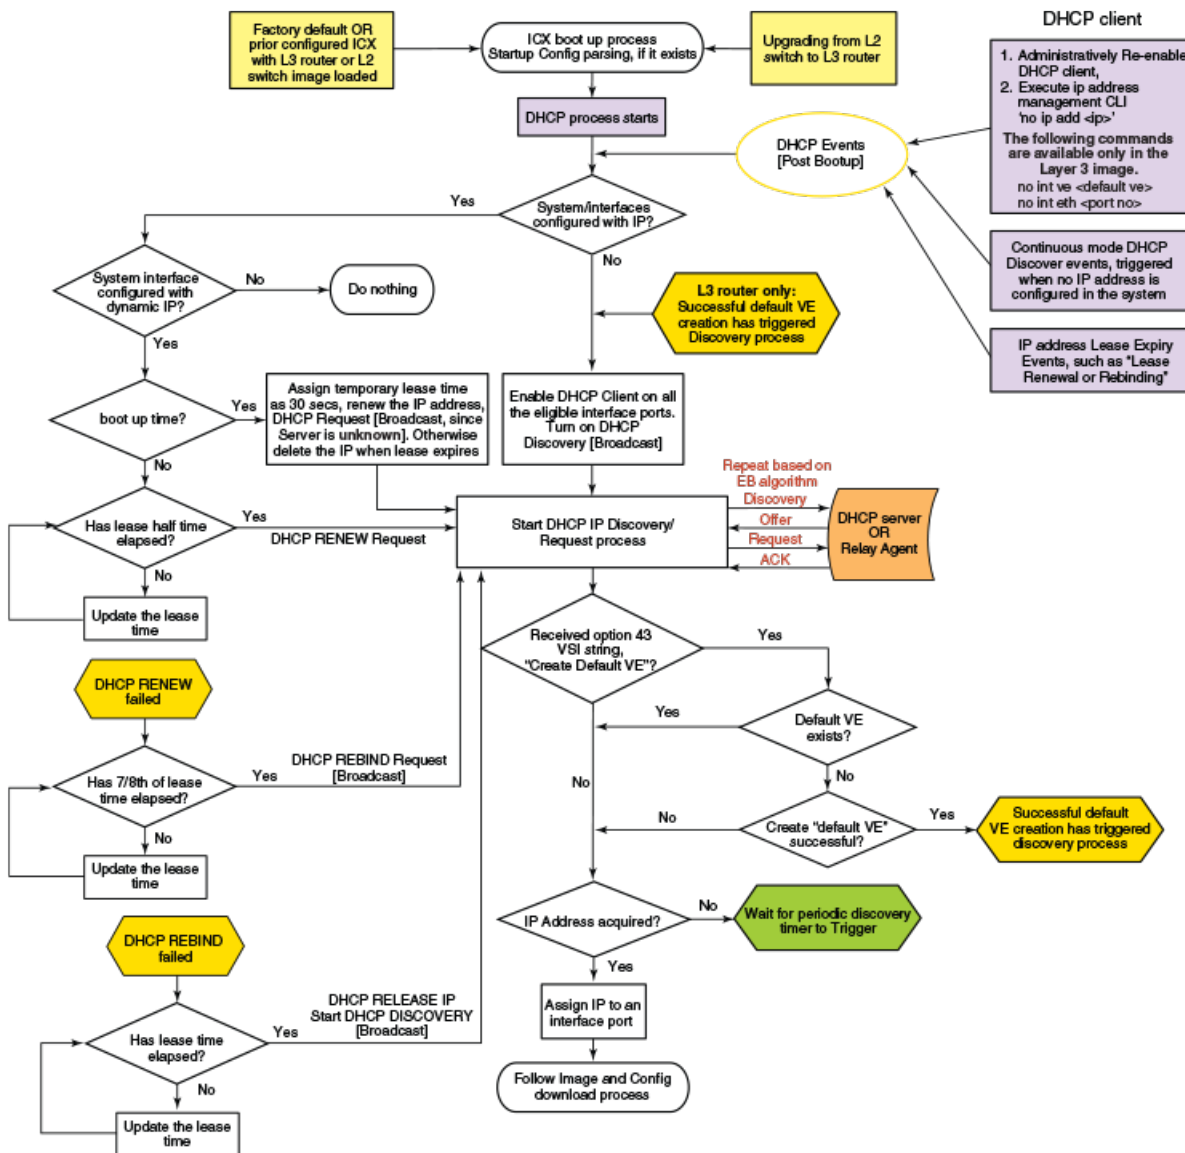 DHCP client
Factory default OR
prior configured ICX
with L3 router or L2
switch image loaded
ICX boot up process
Startup Config parsing, if it exists
Upgrading from L2
switch to L3 router
1. Administratively Re-enable
DHCP client,
2. Execute ip address
management CLI
'no ip add <ip>'
The following commands
are available only in the
Layer 3 image.
no int ve <default ve>
no int eth <port no>
DHCP process starts
DHCP Events
[Post Bootup]
Yes
System/interfaces
configured with IP?
No
Continuous mode DHCP
Discover events, triggered
when no IP address is
configured in the system
System interface
configured with
dynamic IP?
No
Do nothing
Yes
L3 router only:
Successful default VE
creation has triggered
Discovery process
IP address Lease Expiry
Events, such as "Lease
Renewal or Rebinding"
boot up time?
Yes
Assign temporary lease time
as 30 secs, renew the IP address,
DHCP Request [Broadcast, since
Server is unknown]. Otherwise
delete the IP when lease expires
Enable DHCP Client on all
the eligible interface ports.
Turn on DHCP
Discovery [Broadcast]
No
Has lease half time
elapsed?
Yes
DHCP RENEW Request
Start DHCP IP Discovery/
Request process
Repeat based on
EB algorithm
Discovery
Offer
Request
ACK
DHCP server
OR
Relay Agent
No
Update the lease
time
Received option 43
VSI string,
"Create Default VE"?
Yes
DHCP RENEW
failed
Yes
Default VE
exists?
Has 7/8th of lease
time elapsed?
Yes
DHCP REBIND Request
[Broadcast]
No
No
No
Create "default VE"
successful?
Yes
Successful default
VE creation has triggered
discovery process
No
Update the lease
time
IP Address acquired?
No
Wait for periodic discovery
timer to Trigger
DHCP REBIND
failed
Yes
Assign IP to an
interface port
Has lease time
elapsed?
Yes
DHCP RELEASE IP
Start DHCP DISCOVERY
[Broadcast]
Follow Image and Config
download process
No
Update the lease
time